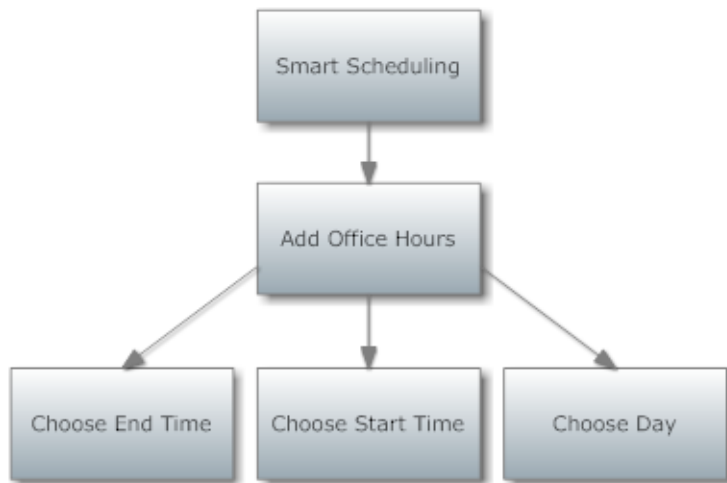 Smart Scheduling
Add Office Hours
Choose End Time
Choose Start Time
Choose Day